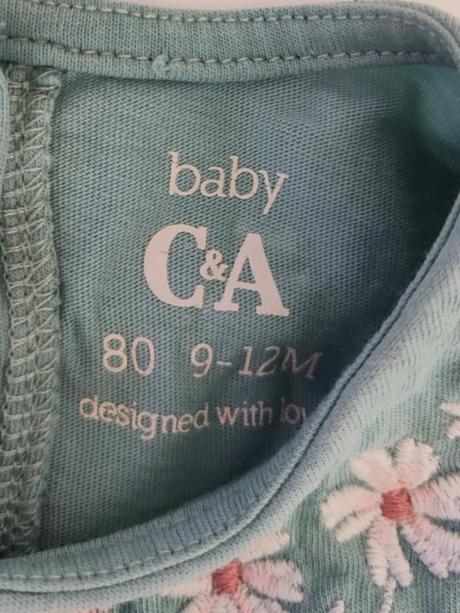 baby
C&A
80 9-12M
designed with